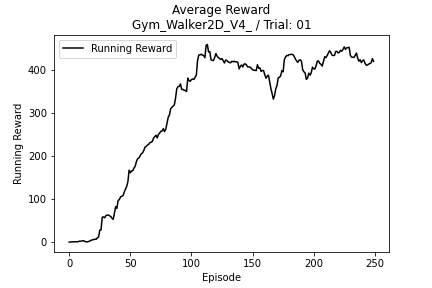 Average Reward
Gym_Walker2D_V4_ / Trial: 01
Running Reward
Running Reward
400
300
200
100
0
0 50 100 150 200 250
Episode